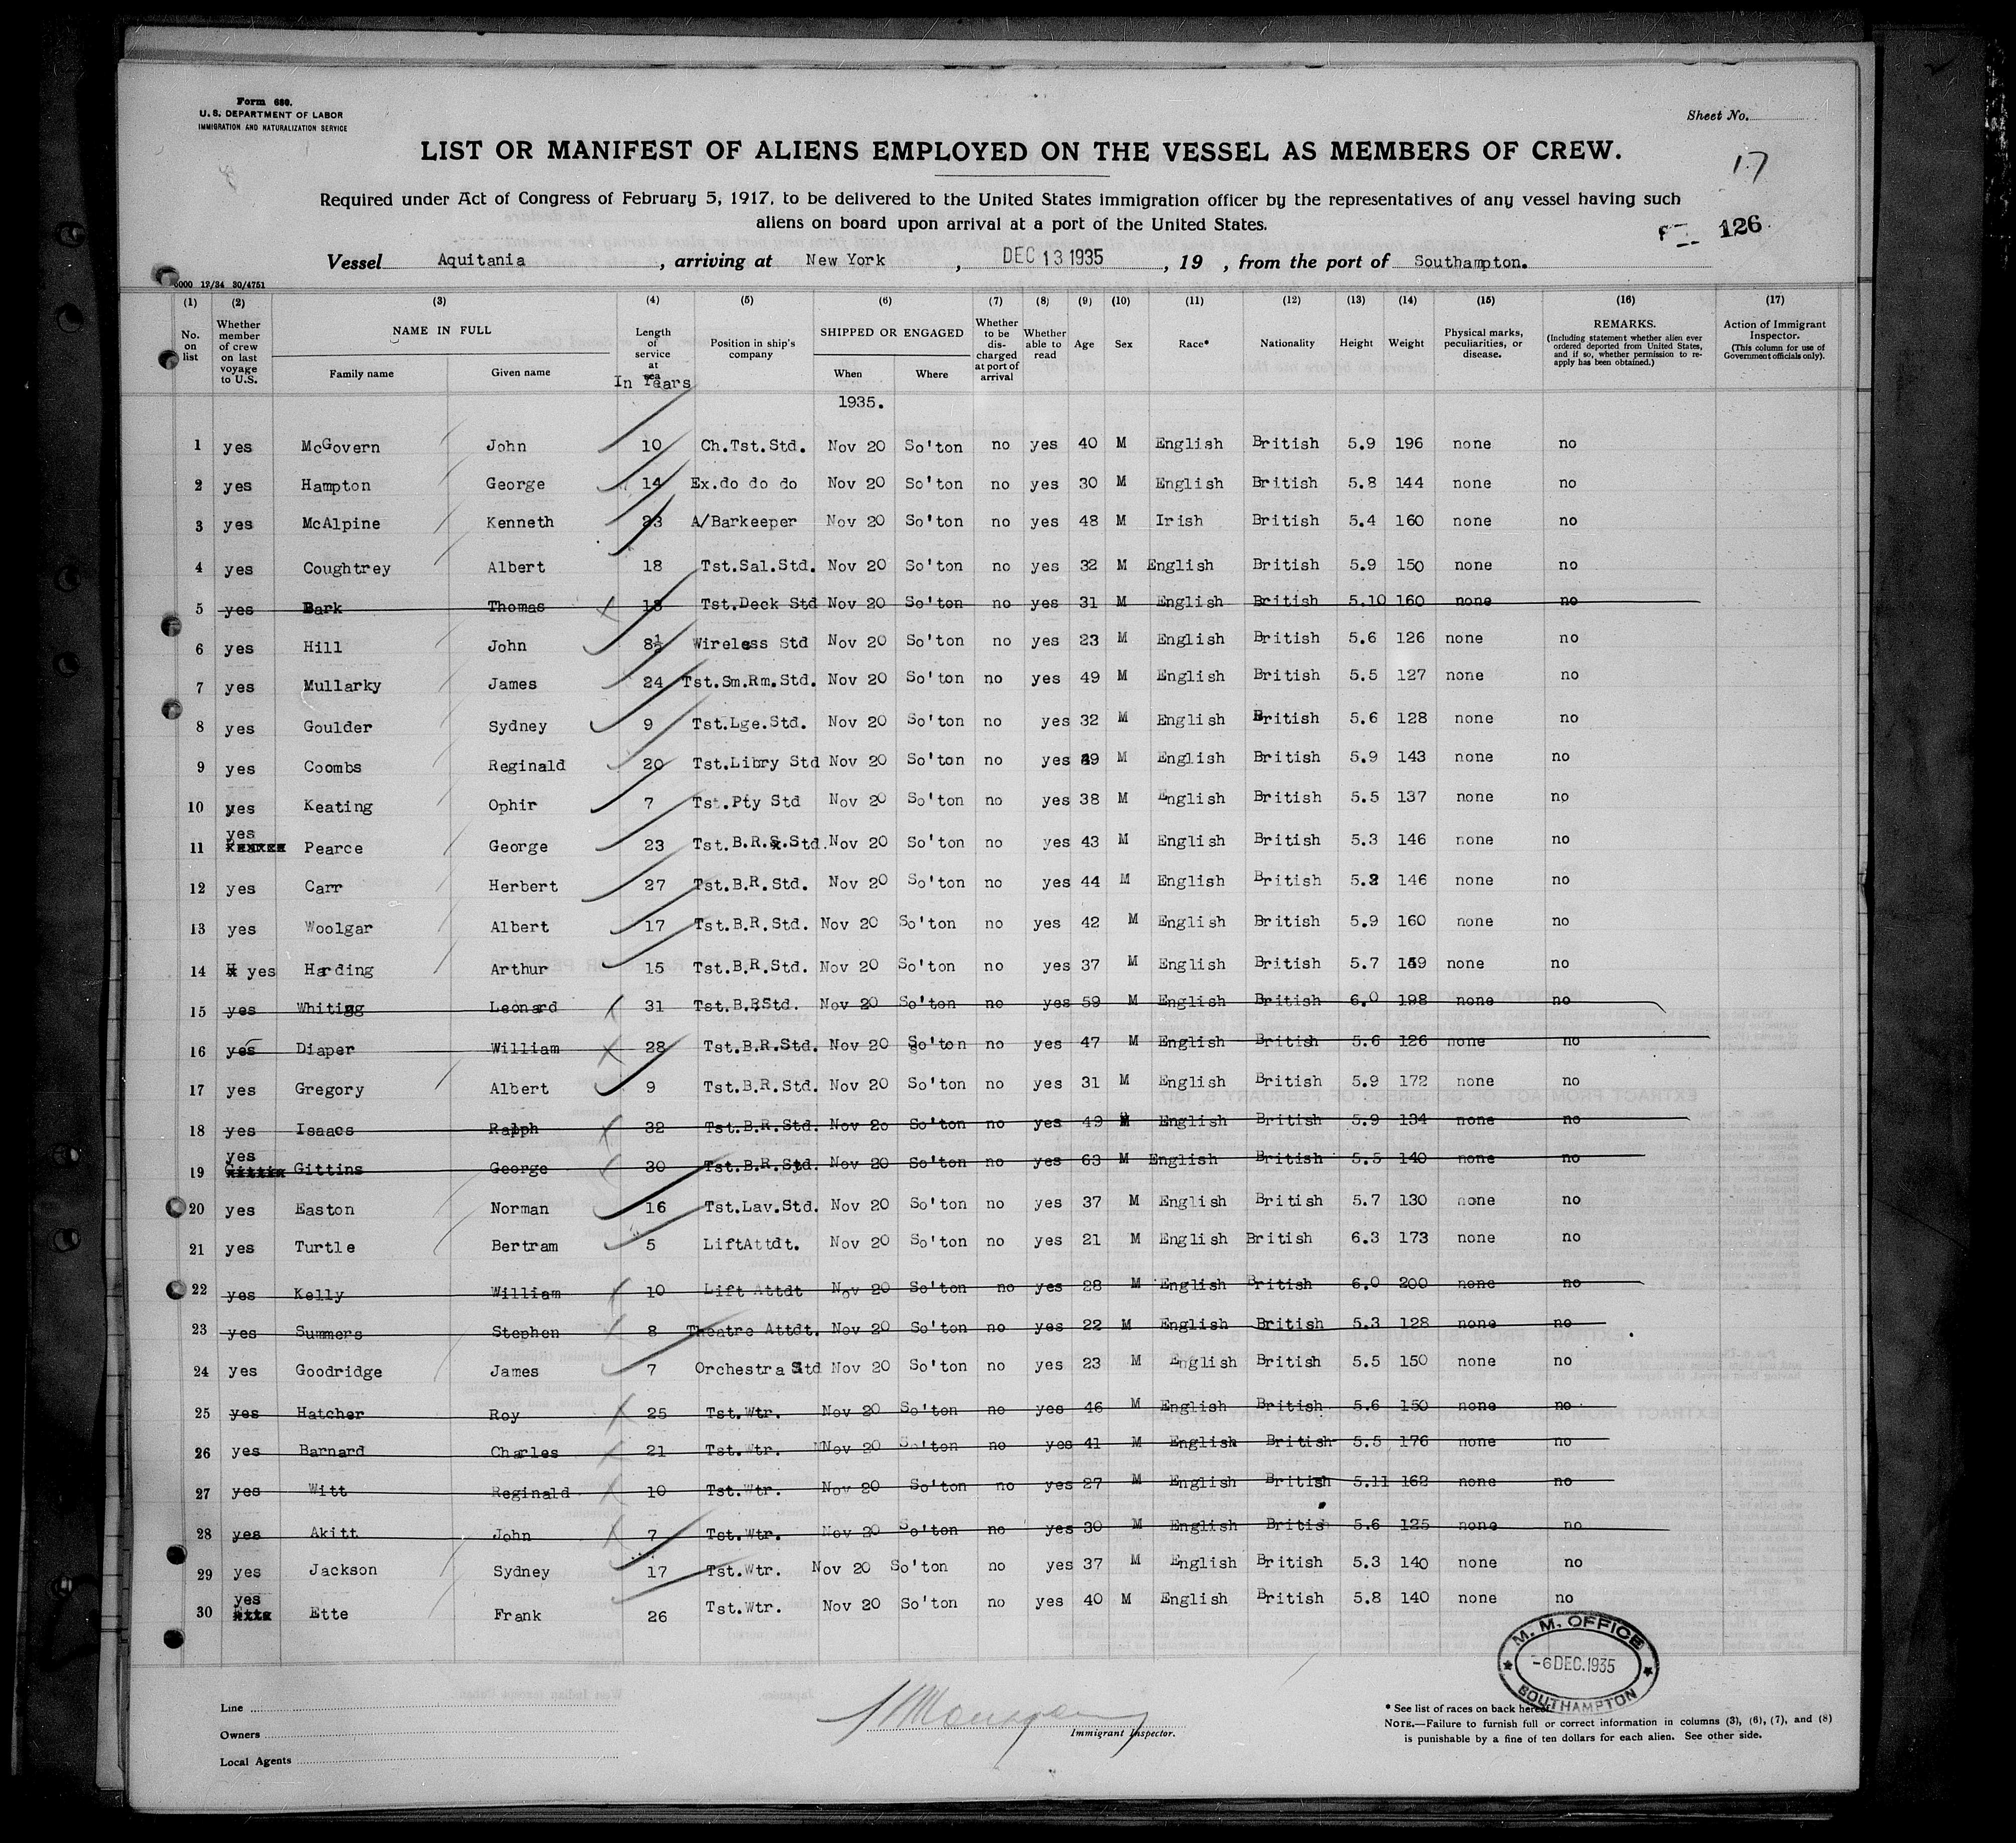 Form 680.
U. S. DEPARTMENT OF LABOR
IMMIGRATION AND NATURALIZATION SERVICE
Sheet No.
LIST OR MANIFEST OF ALIENS EMPLOYED ON THE VESSEL AS MEMBERS OF CREW.
17
Required under Act of Congress of February 5, 1917, to be delivered to the United States immigration officer by the representatives of any vessel having such
aliens on board upon arrival at a port of the United States.
126
Vessel Aquitania, arriving at New York, DEC 13 1935, 19 , from the port of Southampton.
(1) (2) (3) (4) (5) (6) (7) (8) (9) (10) (11) (12) (13) (14) (15) (16) (17)
No. on list
Whether member of crew on last voyage to U.S.
NAME IN FULL
Family name Given name
Length of service at sea
In Years
Position in ship's company
SHIPPED OR ENGAGED
When Where
Whether to be discharged at port of arrival
Whether able to read
Age
Sex
Race*
Nationality
Height
Weight
Physical marks, peculiarities, or disease.
REMARKS.
(Including statement whether alien ever ordered deported from United States, and if so, whether permission to reapply has been obtained.)
Action of Immigrant Inspector.
(This column for use of Government officials only).
1935.
1 yes McGovern John 10 Ch.Tst.Std. Nov 20 So'ton no yes 40 M English British 5.9 196 none no
2 yes Hampton George 14 Ex.do do do Nov 20 So'ton no yes 30 M English British 5.8 144 none no
3 yes McAlpine Kenneth 23 A/Barkeeper Nov 20 So'ton no yes 48 M Irish British 5.4 160 none no
4 yes Coughtrey Albert 18 Tst.Sal.Std. Nov 20 So'ton no yes 32 M English British 5.9 150 none no
5 yes Bark Thomas 13 Tst.Deck Std Nov 20 So'ton no yes 31 M English British 5.10 160 none no
6 yes Hill John 8½ Wireless Std Nov 20 So'ton no yes 23 M English British 5.6 126 none no
7 yes Mullarky James 24 Tst.Sm.Rm.Std. Nov 20 So'ton no yes 49 M English British 5.5 127 none no
8 yes Goulder Sydney 9 Tst.Lge.Std. Nov 20 So'ton no yes 32 M English British 5.6 128 none no
9 yes Coombs Reginald 20 Tst.Libry Std Nov 20 So'ton no yes M English British 5.9 143 none no
10 yes Keating Ophir 7 Tst.Pty Std Nov 20 So'ton no yes 38 M English British 5.5 137 none no
11 yes Pearce George 23 Tst.B.R.S.Std. Nov 20 So'ton no yes 43 M English British 5.3 146 none no
12 yes Carr Herbert 27 Tst.B.R.Std. Nov 20 So'ton no yes 44 M English British 146 none no
13 yes Woolgar Albert 17 Tst.B.R.Std. Nov 20 So'ton no yes 42 M English British 5.9 160 none no
14 yes Harding Arthur 15 Tst.B.R.Std. Nov 20 So'ton no yes 37 M English British 5.7 none no
15 yes Whiting Leonard 31 Tst.B.RStd. Nov 20 So'ton no yes 59 M English British 6.0 198 none no
16 yes Diaper William 28 Tst.B.R.Std. Nov 20 So'ton no yes 47 M English British 5.6 126 none no
17 yes Gregory Albert 9 Tst.B.R.Std. Nov 20 So'ton no yes 31 M English British 5.9 172 none no
18 yes Isaacs Ralph 32 Tst.B.R.Std. Nov 20 So'ton no yes 49 M English British 5.9 134 none no
19 yes Gittins George 30 Tst.B.R.Std. Nov 20 So'ton no yes 63 M English British 5.5 140 none no
20 yes Easton Norman 16 Tst.Lav.Std. Nov 20 So'ton no yes 37 M English British 5.7 130 none no
21 yes Turtle Bertram 5 LiftAttdt. Nov 20 So'ton no yes 21 M English British 6.3 173 none no
22 yes Kelly William 10 Lift Attdt Nov 20 So'ton no yes 28 M English British 6.0 200 none no
23 yes Summers Stephen 8 Theatre Attdt. Nov 20 So'ton no yes 22 M English British 5.3 128 none no
24 yes Goodridge James 7 Orchestra Std Nov 20 So'ton no yes 23 M English British 5.5 150 none no
25 yes Hatcher Roy 25 Tst.Wtr. Nov 20 So'ton no yes 46 M English British 5.6 150 none no
26 yes Barnard Charles 21 Tst.Wtr. Nov 20 So'ton no yes 41 M English British 5.5 176 none no
27 yes Witt Reginald 10 Tst.Wtr. Nov 20 So'ton no yes 27 M English British 5.11 162 none no
28 yes Akitt John 7 Tst.Wtr. Nov 20 So'ton no yes 30 M English Britis 5.6 125 none no
29 yes Jackson Sydney 17 Tst.Wtr. Nov 20 So'ton no yes 37 M English British 5.3 140 none no
30 yes Ette Frank 26 Tst.Wtr. Nov 20 So'ton no yes 40 M English British 5.8 140 none no
M. M. OFFICE
-6 DEC.1935
SOUTHAMPTON
Line
Owners
Local Agents
Immigrant Inspector.
* See list of races on back hereof.
NOTE.—Failure to furnish full or correct information in columns (3), (6), (7), and (8)
is punishable by a fine of ten dollars for each alien. See other side.